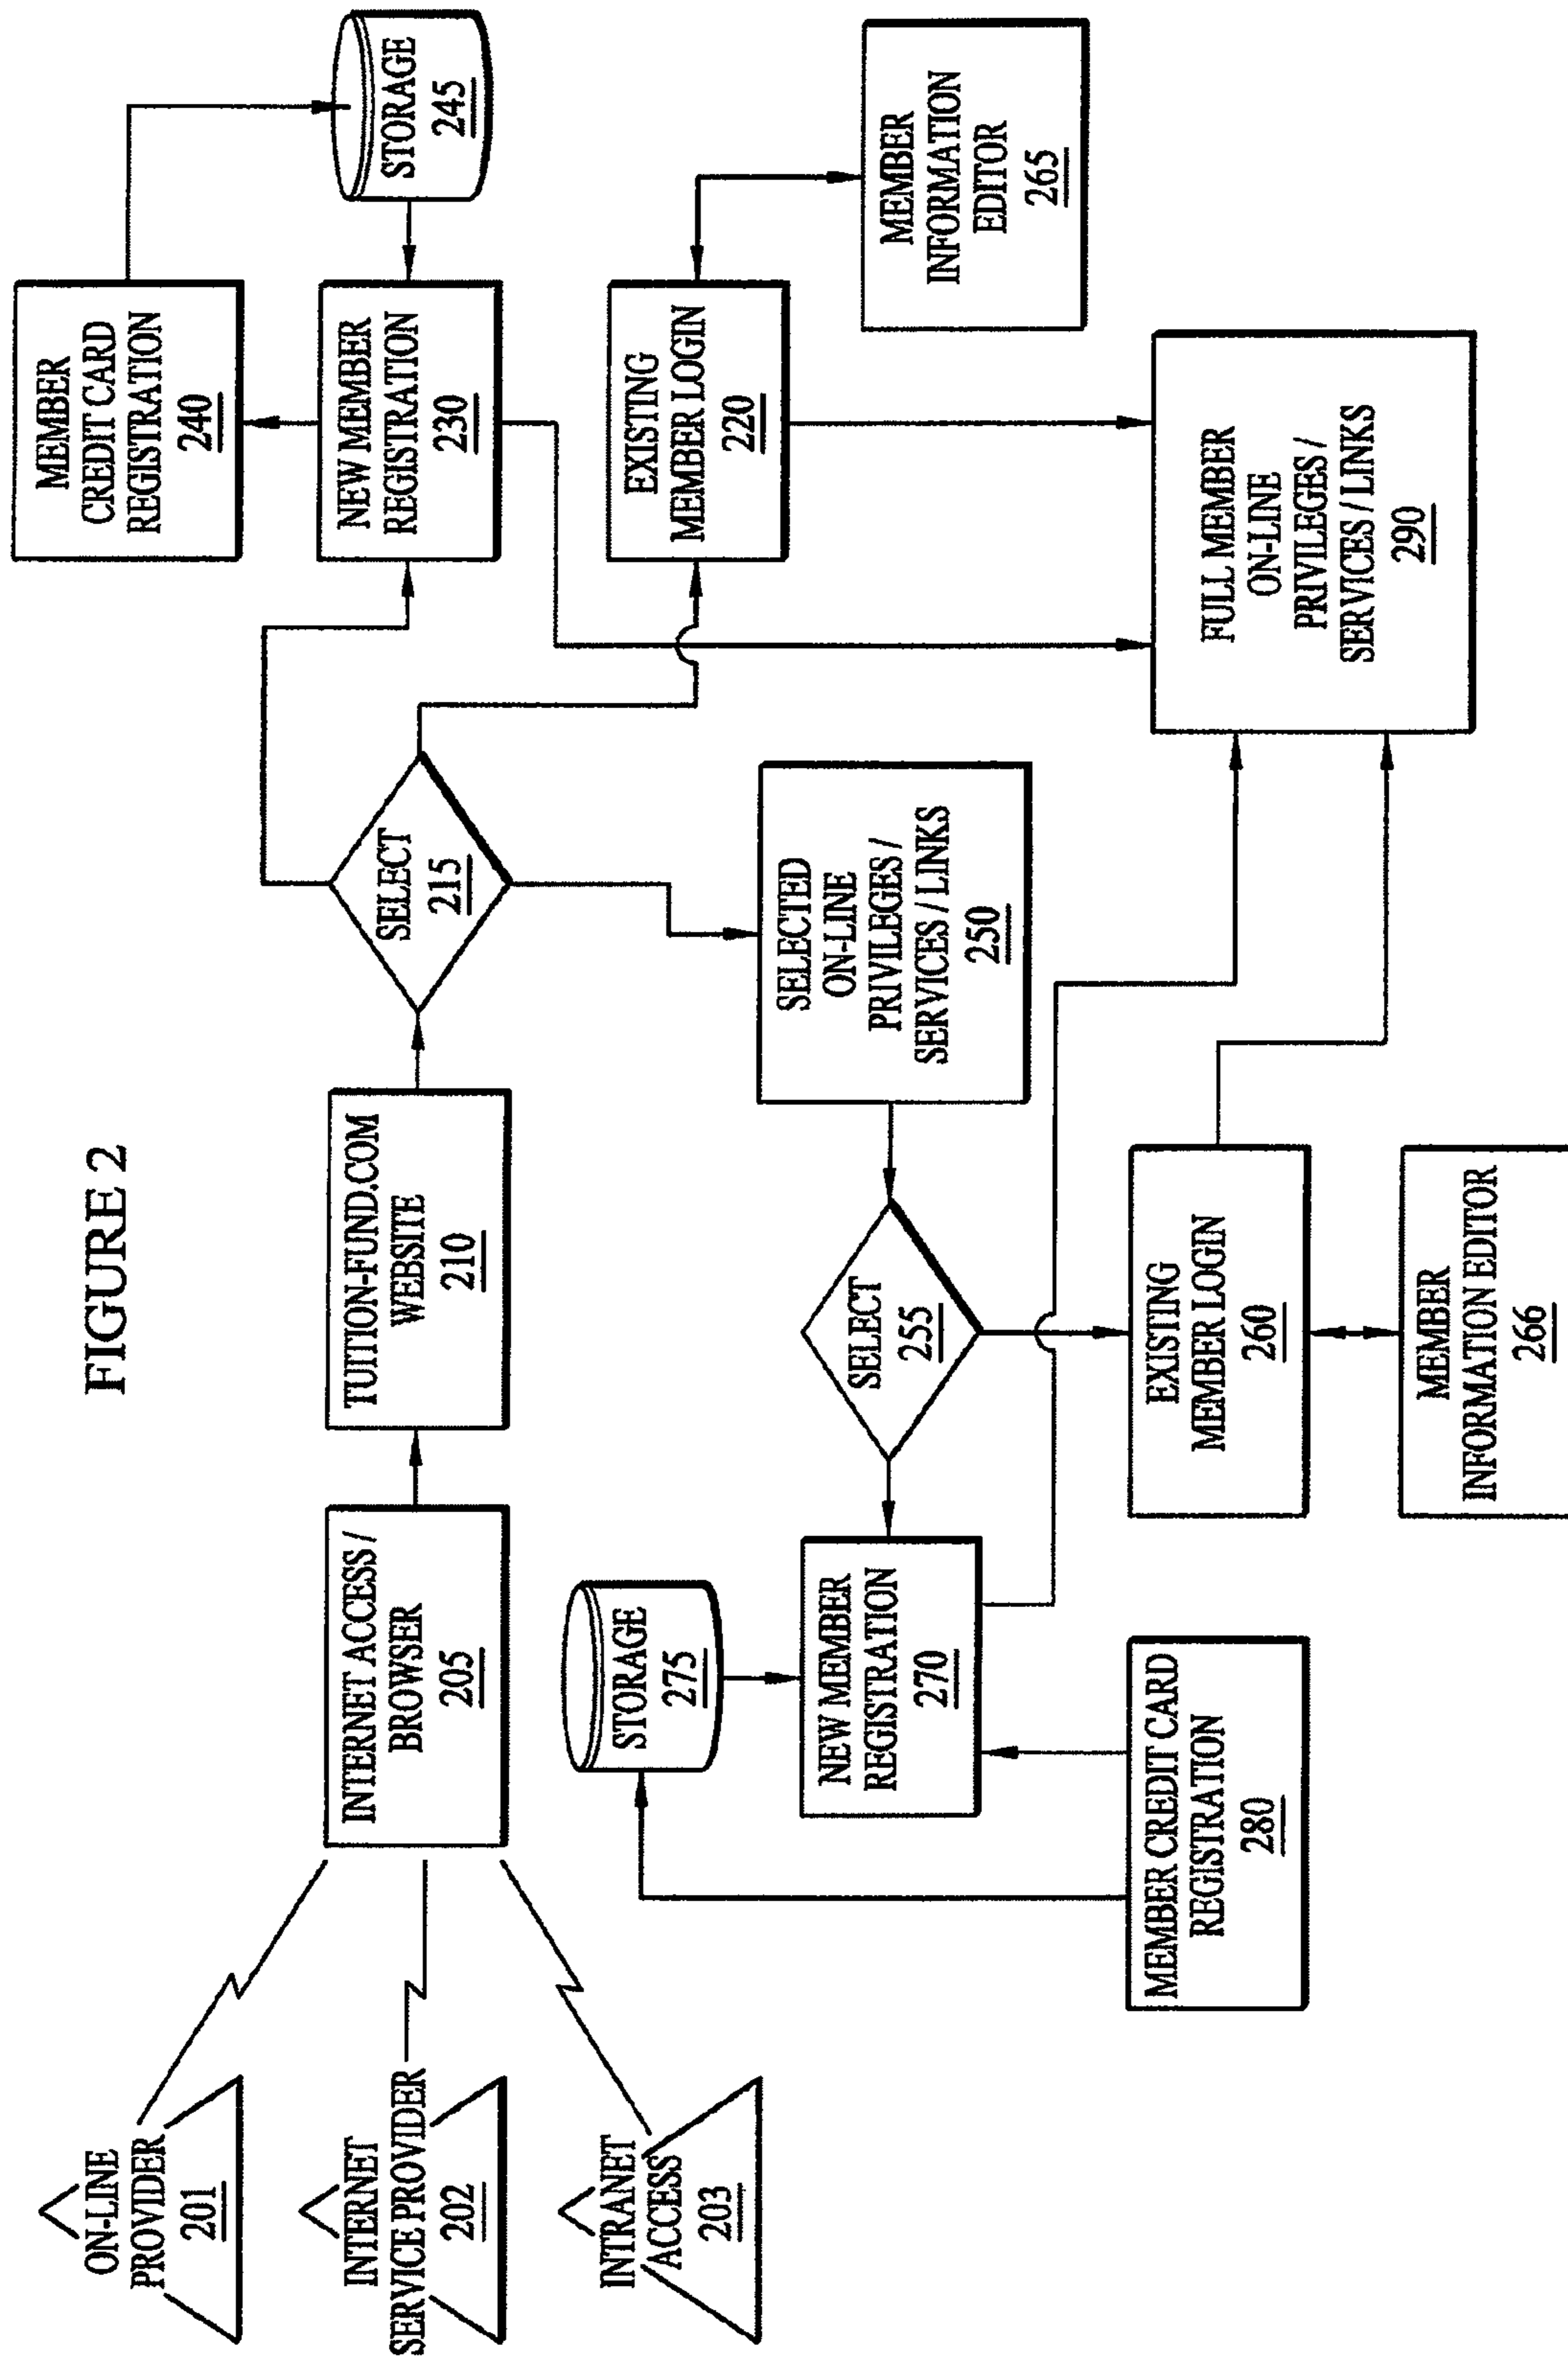 FIGURE 2
ON-LINE
PROVIDER
201
INTERNET
SERVICE PROVIDER
202
INTRANET
ACCESS
203
INTERNET ACCESS /
BROWSER
205
TUITION-FUND.COM
WEBSITE
210
SELECT
215
MEMBER
CREDIT CARD
REGISTRATION
240
STORAGE
245
NEW MEMBER
REGISTRATION
230
EXISTING
MEMBER LOGIN
220
MEMBER
INFORMATION
EDITOR
265
SELECTED
ON-LINE
PRIVILEGES /
SERVICES / LINKS
250
SELECT
255
STORAGE
275
NEW MEMBER
REGISTRATION
270
MEMBER CREDIT CARD
REGISTRATION
280
EXISTING
MEMBER LOGIN
260
MEMBER
INFORMATION EDITOR
266
FULL MEMBER
ON-LINE
PRIVILEGES /
SERVICES / LINKS
290